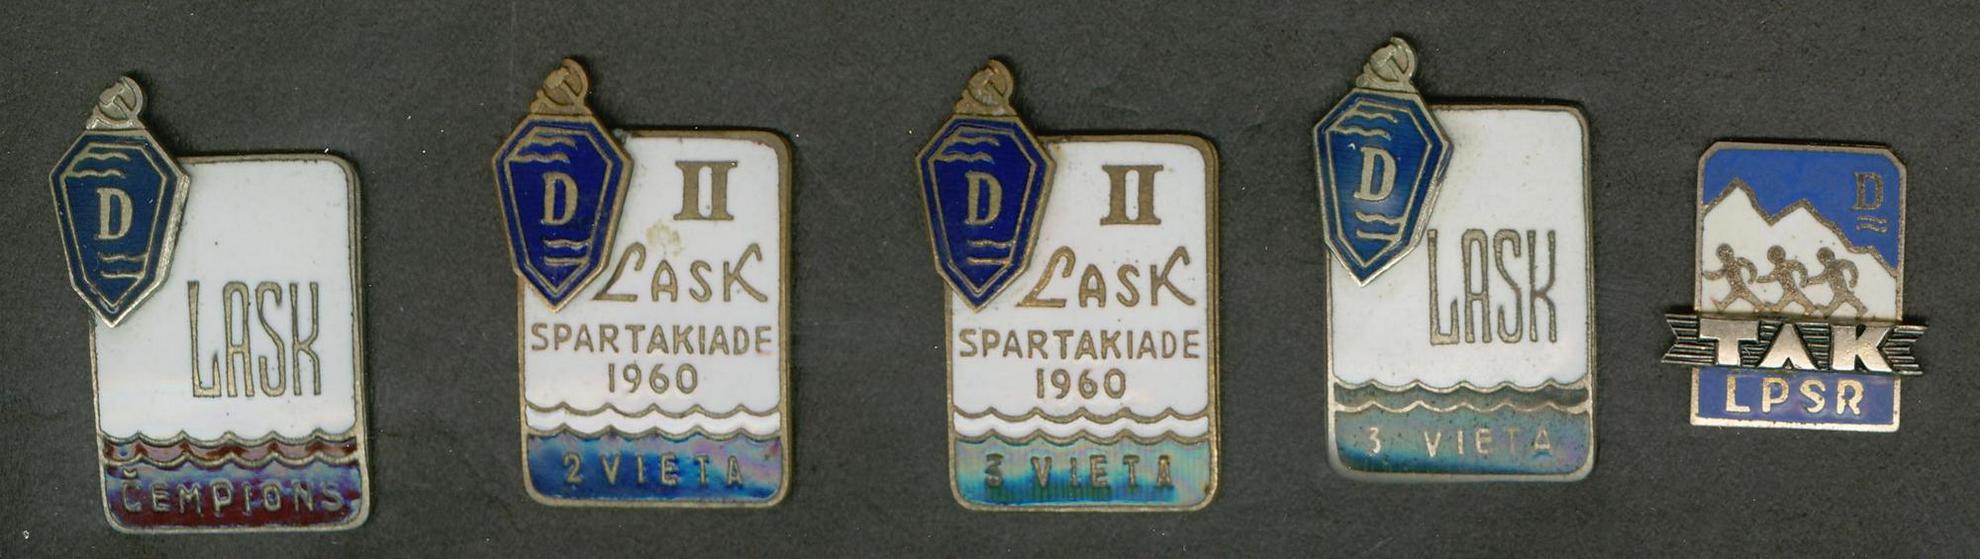 D
LASK
ČEMPIONS
D
II
LASK
SPARTAKIADE
1960
2 VIETA
D
II
LASK
SPARTAKIADE
1960
3 VIETA
D
LASK
3 VIETA
D
TAK
LPSR